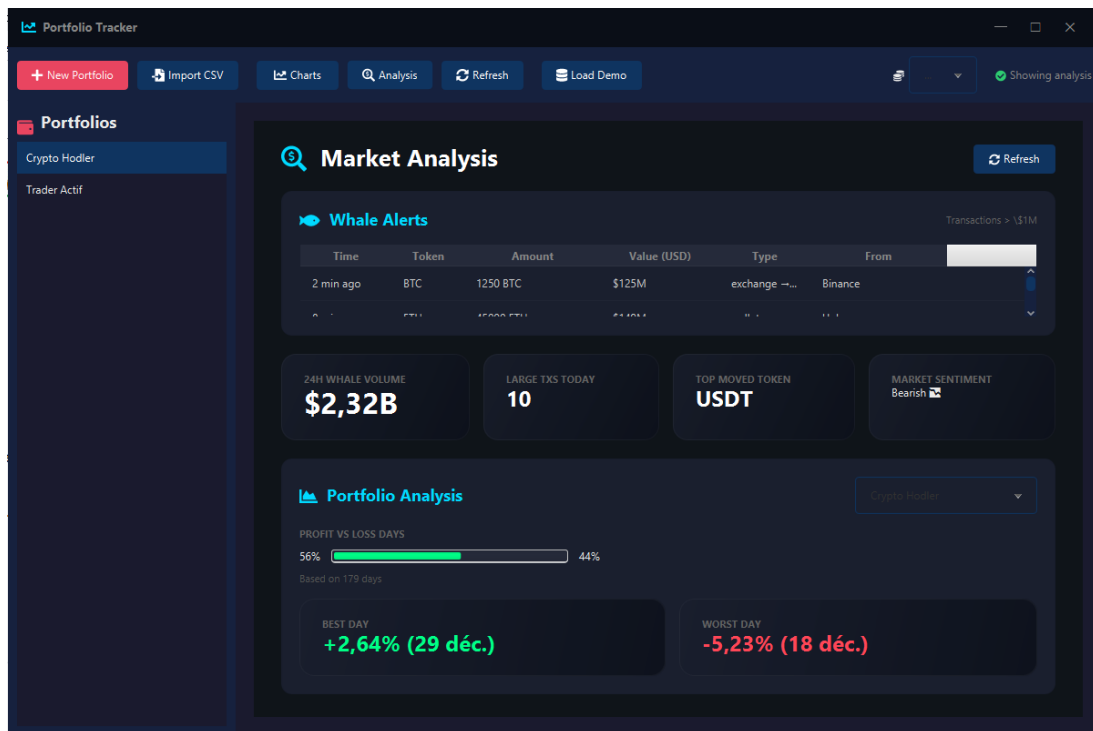 Portfolio Tracker
New Portfolio
Import CSV
Charts
Analysis
Refresh
Load Demo
Showing analysis
Portfolios
Crypto Hodler
Trader Actif
Market Analysis
Refresh
Whale Alerts
Transactions > \$1M
Time Token Amount Value (USD) Type From
2 min ago BTC 1250 BTC $125M exchange →... Binance
24H WHALE VOLUME
$2,32B
LARGE TXS TODAY
10
TOP MOVED TOKEN
USDT
MARKET SENTIMENT
Bearish
Portfolio Analysis
Crypto Hodler
PROFIT VS LOSS DAYS
56% 44%
Based on 179 days
BEST DAY
+2,64% (29 déc.)
WORST DAY
-5,23% (18 déc.)